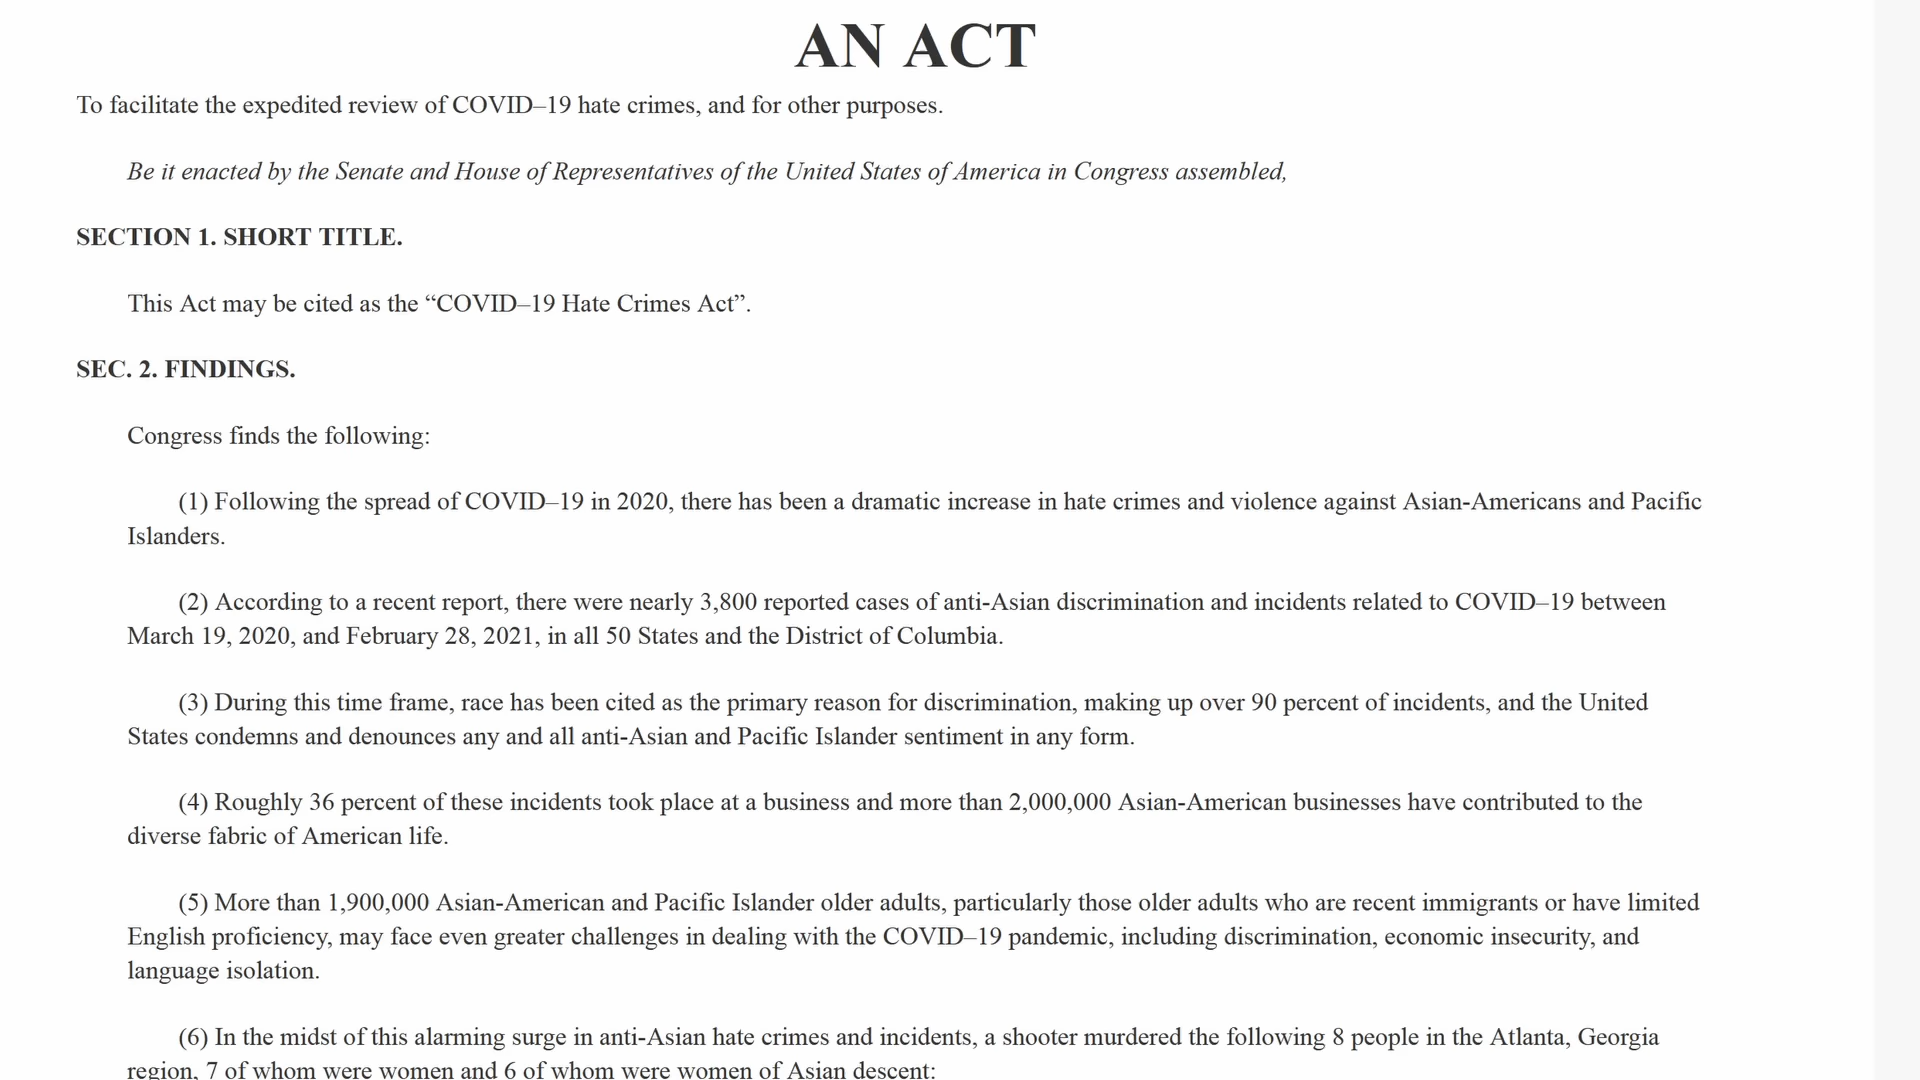 AN ACT
To facilitate the expedited review of COVID–19 hate crimes, and for other purposes.
Be it enacted by the Senate and House of Representatives of the United States of America in Congress assembled,
SECTION 1. SHORT TITLE.
This Act may be cited as the “COVID–19 Hate Crimes Act”.
SEC. 2. FINDINGS.
Congress finds the following:
(1) Following the spread of COVID–19 in 2020, there has been a dramatic increase in hate crimes and violence against Asian-Americans and Pacific
Islanders.
(2) According to a recent report, there were nearly 3,800 reported cases of anti-Asian discrimination and incidents related to COVID–19 between
March 19, 2020, and February 28, 2021, in all 50 States and the District of Columbia.
(3) During this time frame, race has been cited as the primary reason for discrimination, making up over 90 percent of incidents, and the United
States condemns and denounces any and all anti-Asian and Pacific Islander sentiment in any form.
(4) Roughly 36 percent of these incidents took place at a business and more than 2,000,000 Asian-American businesses have contributed to the
diverse fabric of American life.
(5) More than 1,900,000 Asian-American and Pacific Islander older adults, particularly those older adults who are recent immigrants or have limited
English proficiency, may face even greater challenges in dealing with the COVID–19 pandemic, including discrimination, economic insecurity, and
language isolation.
(6) In the midst of this alarming surge in anti-Asian hate crimes and incidents, a shooter murdered the following 8 people in the Atlanta, Georgia
region, 7 of whom were women and 6 of whom were women of Asian descent: